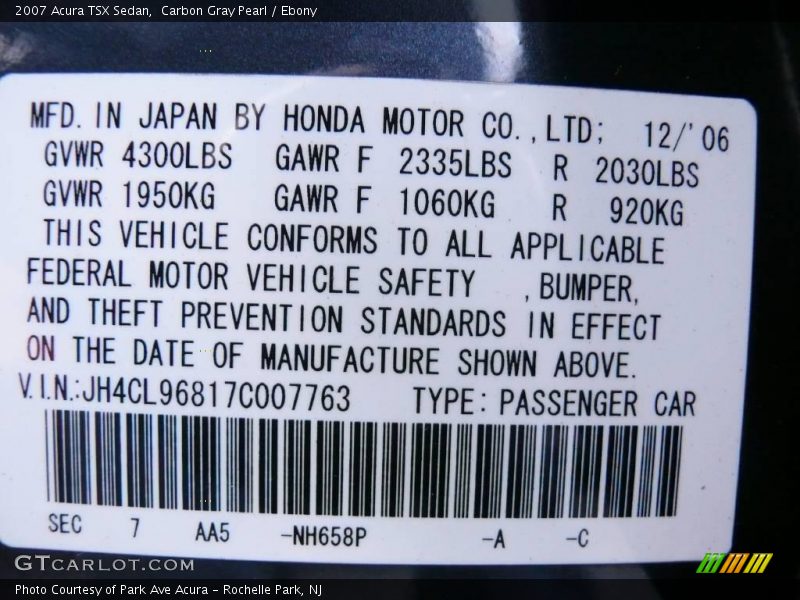 2007 Acura TSX Sedan,  Carbon Gray Pearl / Ebony
MFD. IN JAPAN BY HONDA MOTOR CO., LTD; 12/'06
GVWR 4300LBS GAWR F 2335LBS R 2030LBS
GVWR 1950KG GAWR F 1060KG R 920KG
THIS VEHICLE CONFORMS TO ALL APPLICABLE
FEDERAL MOTOR VEHICLE SAFETY , BUMPER,
AND THEFT PREVENTION STANDARDS IN EFFECT
ON THE DATE OF MANUFACTURE SHOWN ABOVE.
V.I.N.:JH4CL96817C007763 TYPE: PASSENGER CAR
SEC 7 AA5 -NH658P -A -C
GTcarlot.com
Photo Courtesy of Park Ave Acura - Rochelle Park, NJ